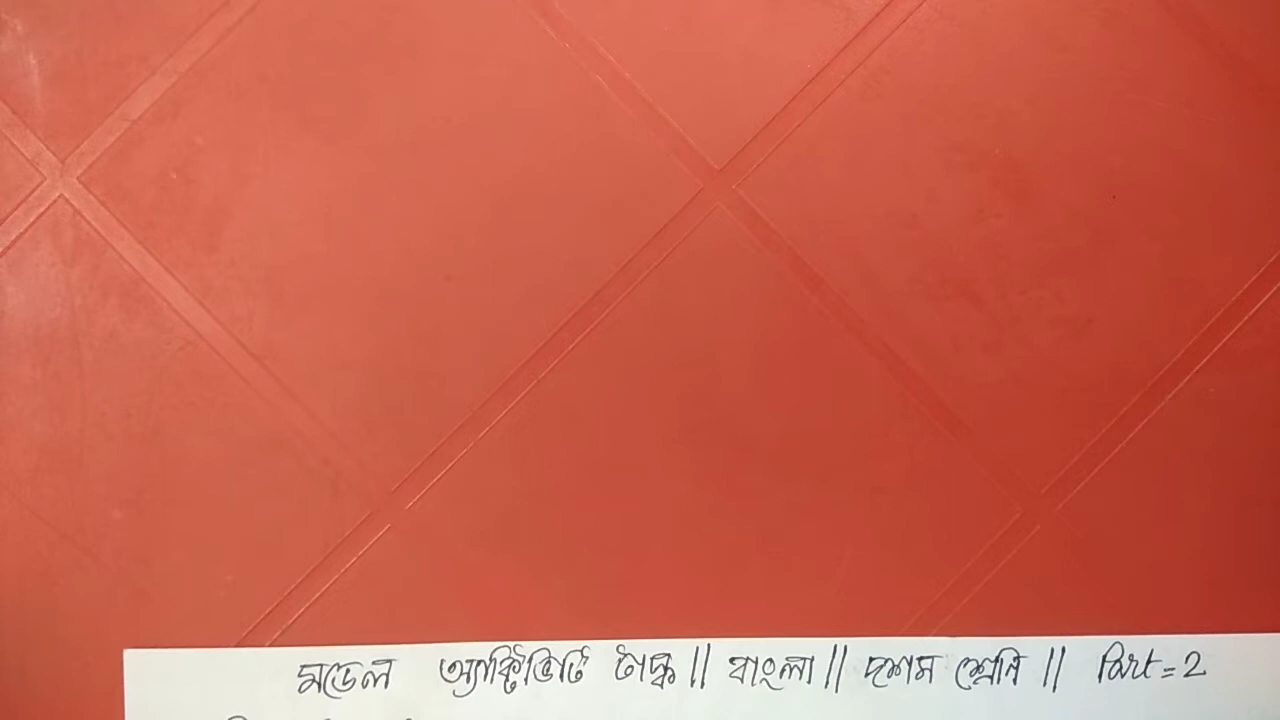 মডেল অ্যাক্টিভিটি টাস্ক || বাংলা || দশম শ্রেনি || Part = 2